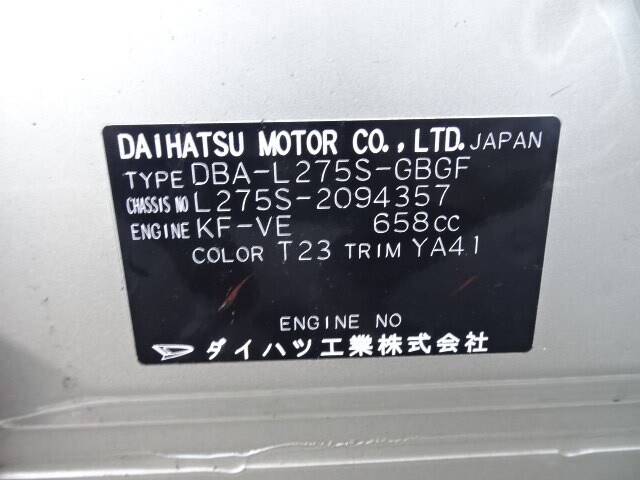 DAIHATSU MOTOR CO., LTD. JAPAN
TYPE DBA-L275S-GBGF
CHASSIS NO L275S-2094357
ENGINE KF-VE 658cc
COLOR T23 TRIM YA41
ENGINE NO
ダイハツ工業株式会社